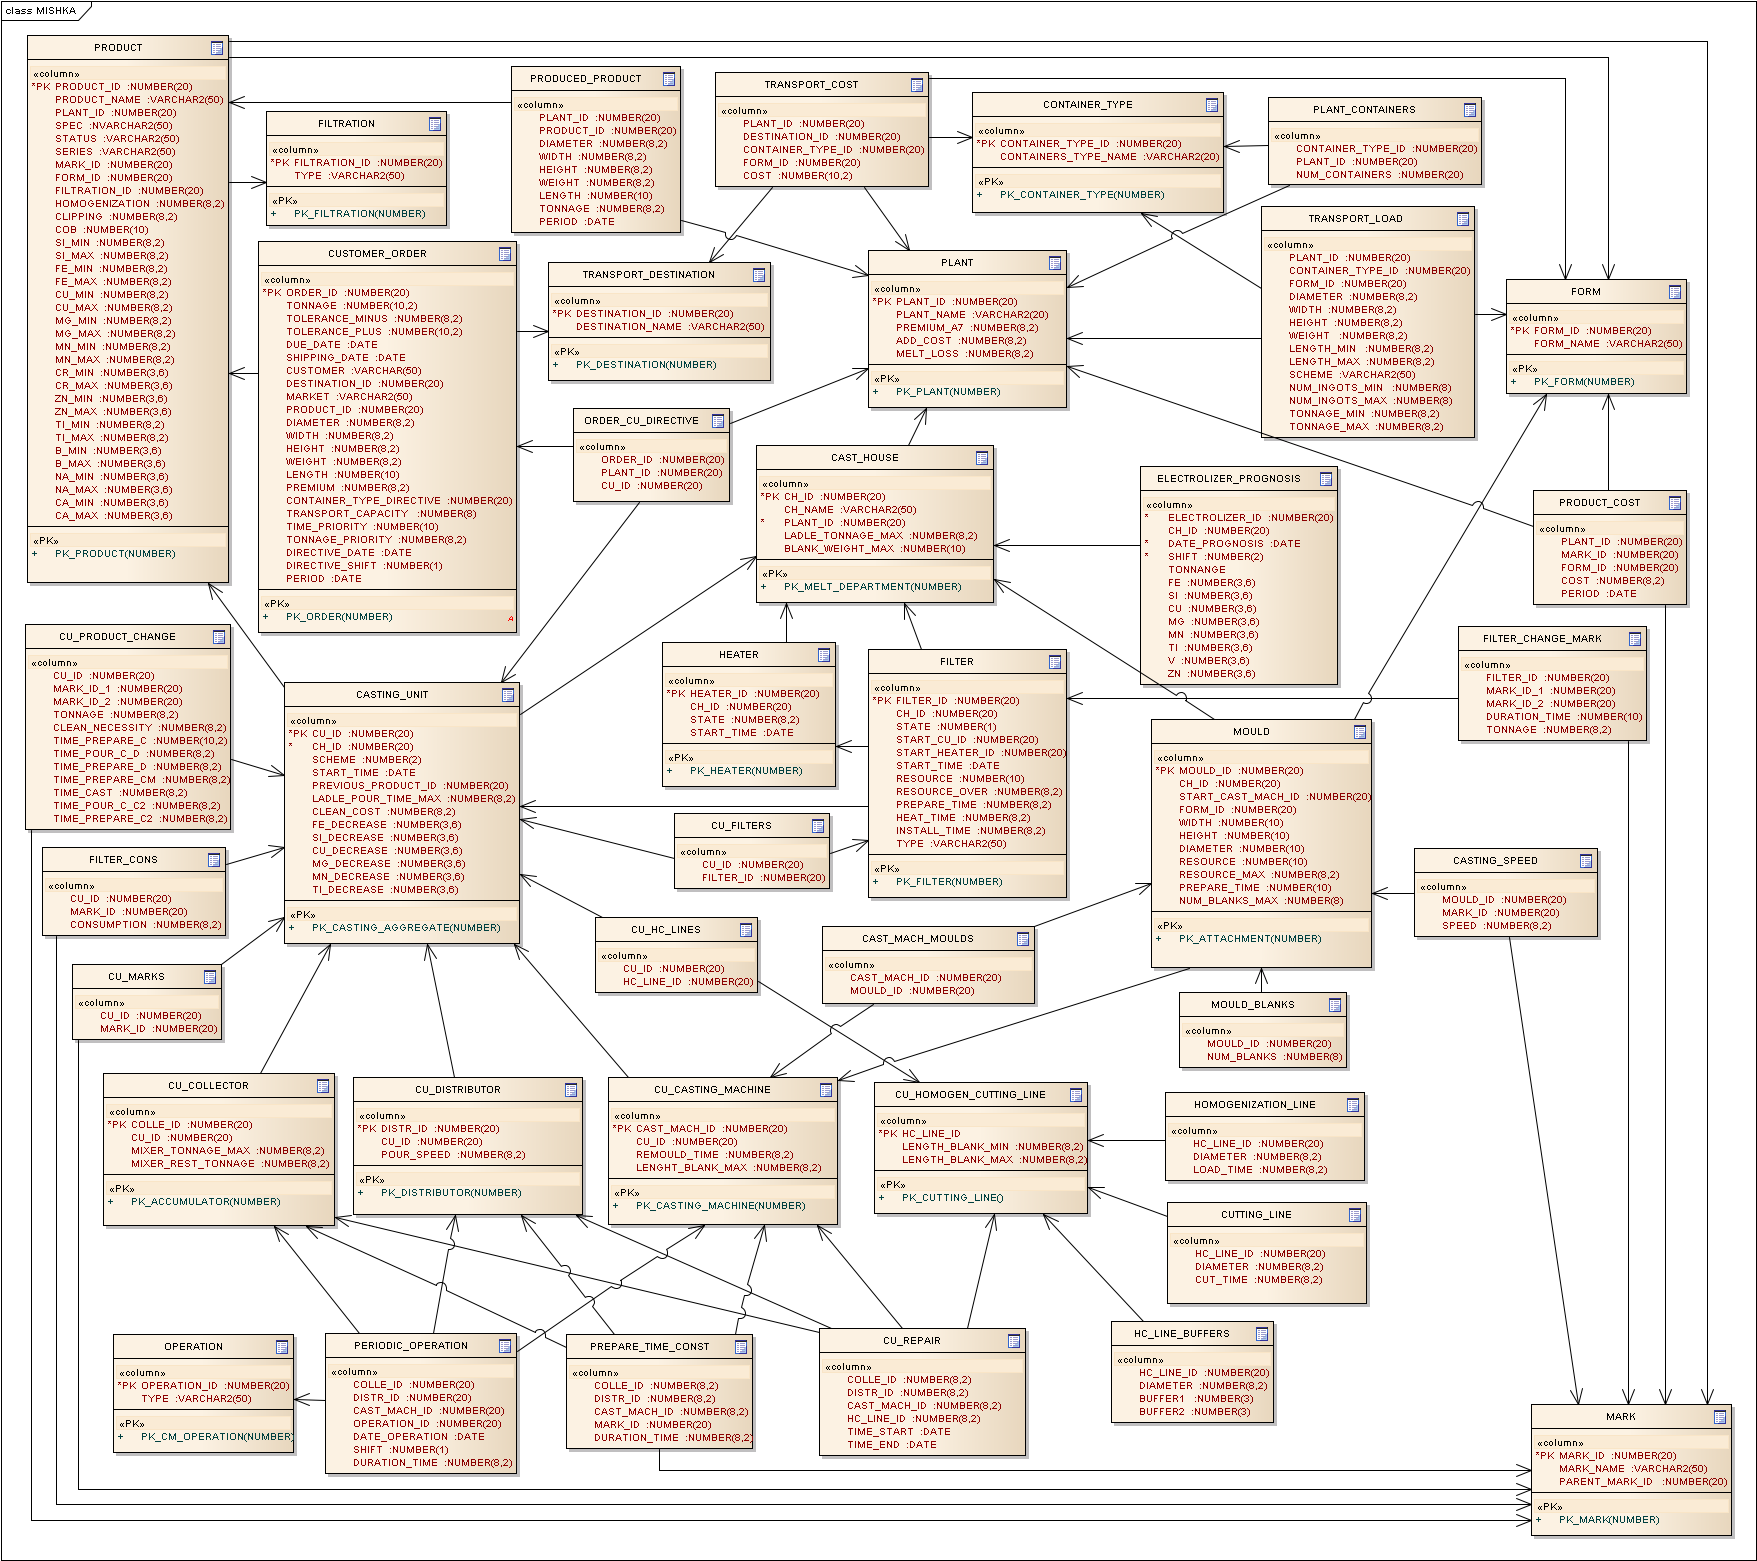 class MISHKA
PRODUCT
«column»
*PK PRODUCT_ID :NUMBER(20)
PRODUCT_NAME :VARCHAR2(50)
PLANT_ID :NUMBER(20)
SPEC :NVARCHAR2(50)
STATUS :VARCHAR2(50)
SERIES :VARCHAR2(50)
MARK_ID :NUMBER(20)
FORM_ID :NUMBER(20)
FILTRATION_ID :NUMBER(20)
HOMOGENIZATION :NUMBER(8,2)
CLIPPING :NUMBER(8,2)
COB :NUMBER(10)
SI_MIN :NUMBER(8,2)
SI_MAX :NUMBER(8,2)
FE_MIN :NUMBER(8,2)
FE_MAX :NUMBER(8,2)
CU_MIN :NUMBER(8,2)
CU_MAX :NUMBER(8,2)
MG_MIN :NUMBER(8,2)
MG_MAX :NUMBER(8,2)
MN_MIN :NUMBER(8,2)
MN_MAX :NUMBER(8,2)
CR_MIN :NUMBER(3,6)
CR_MAX :NUMBER(3,6)
ZN_MIN :NUMBER(3,6)
ZN_MAX :NUMBER(3,6)
TI_MIN :NUMBER(8,2)
TI_MAX :NUMBER(8,2)
B_MIN :NUMBER(3,6)
B_MAX :NUMBER(3,6)
NA_MIN :NUMBER(3,6)
NA_MAX :NUMBER(3,6)
CA_MIN :NUMBER(3,6)
CA_MAX :NUMBER(3,6)
«PK»
+ PK_PRODUCT(NUMBER)
FILTRATION
«column»
*PK FILTRATION_ID :NUMBER(20)
TYPE :VARCHAR2(50)
«PK»
+ PK_FILTRATION(NUMBER)
PRODUCED_PRODUCT
«column»
PLANT_ID :NUMBER(20)
PRODUCT_ID :NUMBER(20)
DIAMETER :NUMBER(8,2)
WIDTH :NUMBER(8,2)
HEIGHT :NUMBER(8,2)
WEIGHT :NUMBER(8,2)
LENGTH :NUMBER(10)
TONNAGE :NUMBER(8,2)
PERIOD :DATE
TRANSPORT_COST
«column»
PLANT_ID :NUMBER(20)
DESTINATION_ID :NUMBER(20)
CONTAINER_TYPE_ID :NUMBER(20)
FORM_ID :NUMBER(20)
COST :NUMBER(10,2)
CONTAINER_TYPE
«column»
*PK CONTAINER_TYPE_ID :NUMBER(20)
CONTAINERS_TYPE_NAME :VARCHAR2(20)
«PK»
+ PK_CONTAINER_TYPE(NUMBER)
PLANT_CONTAINERS
«column»
CONTAINER_TYPE_ID :NUMBER(20)
PLANT_ID :NUMBER(20)
NUM_CONTAINERS :NUMBER(20)
CUSTOMER_ORDER
«column»
*PK ORDER_ID :NUMBER(20)
TONNAGE :NUMBER(10,2)
TOLERANCE_MINUS :NUMBER(8,2)
TOLERANCE_PLUS :NUMBER(10,2)
DUE_DATE :DATE
SHIPPING_DATE :DATE
CUSTOMER :VARCHAR(50)
DESTINATION_ID :NUMBER(20)
MARKET :VARCHAR2(50)
PRODUCT_ID :NUMBER(20)
DIAMETER :NUMBER(8,2)
WIDTH :NUMBER(8,2)
HEIGHT :NUMBER(8,2)
WEIGHT :NUMBER(8,2)
LENGTH :NUMBER(10)
PREMIUM :NUMBER(8,2)
CONTAINER_TYPE_DIRECTIVE :NUMBER(20)
TRANSPORT_CAPACITY :NUMBER(8)
TIME_PRIORITY :NUMBER(10)
TONNAGE_PRIORITY :NUMBER(8,2)
DIRECTIVE_DATE :DATE
DIRECTIVE_SHIFT :NUMBER(1)
PERIOD :DATE
«PK»
+ PK_ORDER(NUMBER)
A
TRANSPORT_DESTINATION
«column»
*PK DESTINATION_ID :NUMBER(20)
DESTINATION_NAME :VARCHAR2(50)
«PK»
+ PK_DESTINATION(NUMBER)
PLANT
«column»
*PK PLANT_ID :NUMBER(20)
PLANT_NAME :VARCHAR2(20)
PREMIUM_A7 :NUMBER(8,2)
ADD_COST :NUMBER(8,2)
MELT_LOSS :NUMBER(8,2)
«PK»
+ PK_PLANT(NUMBER)
TRANSPORT_LOAD
«column»
PLANT_ID :NUMBER(20)
CONTAINER_TYPE_ID :NUMBER(20)
FORM_ID :NUMBER(20)
DIAMETER :NUMBER(8,2)
WIDTH :NUMBER(8,2)
HEIGHT :NUMBER(8,2)
WEIGHT :NUMBER(8,2)
LENGTH_MIN :NUMBER(8,2)
LENGTH_MAX :NUMBER(8,2)
SCHEME :VARCHAR2(50)
NUM_INGOTS_MIN :NUMBER(8)
NUM_INGOTS_MAX :NUMBER(8)
TONNAGE_MIN :NUMBER(8,2)
TONNAGE_MAX :NUMBER(8,2)
FORM
«column»
*PK FORM_ID :NUMBER(20)
FORM_NAME :VARCHAR2(50)
«PK»
+ PK_FORM(NUMBER)
ORDER_CU_DIRECTIVE
«column»
ORDER_ID :NUMBER(20)
PLANT_ID :NUMBER(20)
CU_ID :NUMBER(20)
CAST_HOUSE
«column»
*PK CH_ID :NUMBER(20)
CH_NAME :VARCHAR2(50)
* PLANT_ID :NUMBER(20)
LADLE_TONNAGE_MAX :NUMBER(8,2)
BLANK_WEIGHT_MAX :NUMBER(10)
«PK»
+ PK_MELT_DEPARTMENT(NUMBER)
ELECTROLIZER_PROGNOSIS
«column»
* ELECTROLIZER_ID :NUMBER(20)
CH_ID :NUMBER(20)
* DATE_PROGNOSIS :DATE
* SHIFT :NUMBER(2)
TONNANGE
FE :NUMBER(3,6)
SI :NUMBER(3,6)
CU :NUMBER(3,6)
MG :NUMBER(3,6)
MN :NUMBER(3,6)
TI :NUMBER(3,6)
V :NUMBER(3,6)
ZN :NUMBER(3,6)
PRODUCT_COST
«column»
PLANT_ID :NUMBER(20)
MARK_ID :NUMBER(20)
FORM_ID :NUMBER(20)
COST :NUMBER(8,2)
PERIOD :DATE
CU_PRODUCT_CHANGE
«column»
CU_ID :NUMBER(20)
MARK_ID_1 :NUMBER(20)
MARK_ID_2 :NUMBER(20)
TONNAGE :NUMBER(8,2)
CLEAN_NECESSITY :NUMBER(8,2)
TIME_PREPARE_C :NUMBER(10,2)
TIME_POUR_C_D :NUMBER(8,2)
TIME_PREPARE_D :NUMBER(8,2)
TIME_PREPARE_CM :NUMBER(8,2)
TIME_CAST :NUMBER(8,2)
TIME_POUR_C_C2 :NUMBER(8,2)
TIME_PREPARE_C2 :NUMBER(8,2)
CASTING_UNIT
«column»
*PK CU_ID :NUMBER(20)
* CH_ID :NUMBER(20)
SCHEME :NUMBER(2)
START_TIME :DATE
PREVIOUS_PRODUCT_ID :NUMBER(20)
LADLE_POUR_TIME_MAX :NUMBER(8,2)
CLEAN_COST :NUMBER(8,2)
FE_DECREASE :NUMBER(3,6)
SI_DECREASE :NUMBER(3,6)
CU_DECREASE :NUMBER(3,6)
MG_DECREASE :NUMBER(3,6)
MN_DECREASE :NUMBER(3,6)
TI_DECREASE :NUMBER(3,6)
«PK»
+ PK_CASTING_AGGREGATE(NUMBER)
HEATER
«column»
*PK HEATER_ID :NUMBER(20)
CH_ID :NUMBER(20)
STATE :NUMBER(8,2)
START_TIME :DATE
«PK»
+ PK_HEATER(NUMBER)
FILTER
«column»
*PK FILTER_ID :NUMBER(20)
CH_ID :NUMBER(20)
STATE :NUMBER(1)
START_CU_ID :NUMBER(20)
START_HEATER_ID :NUMBER(20)
START_TIME :DATE
RESOURCE :NUMBER(10)
RESOURCE_OVER :NUMBER(8,2)
PREPARE_TIME :NUMBER(8,2)
HEAT_TIME :NUMBER(8,2)
INSTALL_TIME :NUMBER(8,2)
TYPE :VARCHAR2(50)
«PK»
+ PK_FILTER(NUMBER)
FILTER_CHANGE_MARK
«column»
FILTER_ID :NUMBER(20)
MARK_ID_1 :NUMBER(20)
MARK_ID_2 :NUMBER(20)
DURATION_TIME :NUMBER(10)
TONNAGE :NUMBER(8,2)
MOULD
«column»
*PK MOULD_ID :NUMBER(20)
CH_ID :NUMBER(20)
START_CAST_MACH_ID :NUMBER(20)
FORM_ID :NUMBER(20)
WIDTH :NUMBER(10)
HEIGHT :NUMBER(10)
DIAMETER :NUMBER(10)
RESOURCE :NUMBER(10)
RESOURCE_MAX :NUMBER(8,2)
PREPARE_TIME :NUMBER(10)
NUM_BLANKS_MAX :NUMBER(8)
«PK»
+ PK_ATTACHMENT(NUMBER)
CU_FILTERS
«column»
CU_ID :NUMBER(20)
FILTER_ID :NUMBER(20)
FILTER_CONS
«column»
CU_ID :NUMBER(20)
MARK_ID :NUMBER(20)
CONSUMPTION :NUMBER(8,2)
CASTING_SPEED
«column»
MOULD_ID :NUMBER(20)
MARK_ID :NUMBER(20)
SPEED :NUMBER(8,2)
CU_HC_LINES
«column»
CU_ID :NUMBER(20)
HC_LINE_ID :NUMBER(20)
CAST_MACH_MOULDS
«column»
CAST_MACH_ID :NUMBER(20)
MOULD_ID :NUMBER(20)
CU_MARKS
«column»
CU_ID :NUMBER(20)
MARK_ID :NUMBER(20)
MOULD_BLANKS
«column»
MOULD_ID :NUMBER(20)
NUM_BLANKS :NUMBER(8)
CU_COLLECTOR
«column»
*PK COLLE_ID :NUMBER(20)
CU_ID :NUMBER(20)
MIXER_TONNAGE_MAX :NUMBER(8,2)
MIXER_REST_TONNAGE :NUMBER(8,2)
«PK»
+ PK_ACCUMULATOR(NUMBER)
CU_DISTRIBUTOR
«column»
*PK DISTR_ID :NUMBER(20)
CU_ID :NUMBER(20)
POUR_SPEED :NUMBER(8,2)
«PK»
+ PK_DISTRIBUTOR(NUMBER)
CU_CASTING_MACHINE
«column»
*PK CAST_MACH_ID :NUMBER(20)
CU_ID :NUMBER(20)
REMOULD_TIME :NUMBER(8,2)
LENGHT_BLANK_MAX :NUMBER(8,2)
«PK»
+ PK_CASTING_MACHINE(NUMBER)
CU_HOMOGEN_CUTTING_LINE
«column»
*PK HC_LINE_ID
LENGTH_BLANK_MIN :NUMBER(8,2)
LENGTH_BLANK_MAX :NUMBER(8,2)
«PK»
+ PK_CUTTING_LINE()
HOMOGENIZATION_LINE
«column»
HC_LINE_ID :NUMBER(20)
DIAMETER :NUMBER(8,2)
LOAD_TIME :NUMBER(8,2)
CUTTING_LINE
«column»
HC_LINE_ID :NUMBER(20)
DIAMETER :NUMBER(8,2)
CUT_TIME :NUMBER(8,2)
OPERATION
«column»
*PK OPERATION_ID :NUMBER(20)
TYPE :VARCHAR2(50)
«PK»
+ PK_CM_OPERATION(NUMBER)
PERIODIC_OPERATION
«column»
COLLE_ID :NUMBER(20)
DISTR_ID :NUMBER(20)
CAST_MACH_ID :NUMBER(20)
OPERATION_ID :NUMBER(20)
DATE_OPERATION :DATE
SHIFT :NUMBER(1)
DURATION_TIME :NUMBER(8,2)
PREPARE_TIME_CONST
«column»
COLLE_ID :NUMBER(8,2)
DISTR_ID :NUMBER(8,2)
CAST_MACH_ID :NUMBER(8,2)
MARK_ID :NUMBER(20)
DURATION_TIME :NUMBER(8,2)
CU_REPAIR
«column»
COLLE_ID :NUMBER(8,2)
DISTR_ID :NUMBER(8,2)
CAST_MACH_ID :NUMBER(8,2)
HC_LINE_ID :NUMBER(8,2)
TIME_START :DATE
TIME_END :DATE
HC_LINE_BUFFERS
«column»
HC_LINE_ID :NUMBER(20)
DIAMETER :NUMBER(8,2)
BUFFER1 :NUMBER(3)
BUFFER2 :NUMBER(3)
MARK
«column»
*PK MARK_ID :NUMBER(20)
MARK_NAME :VARCHAR2(50)
PARENT_MARK_ID :NUMBER(20)
«PK»
+ PK_MARK(NUMBER)